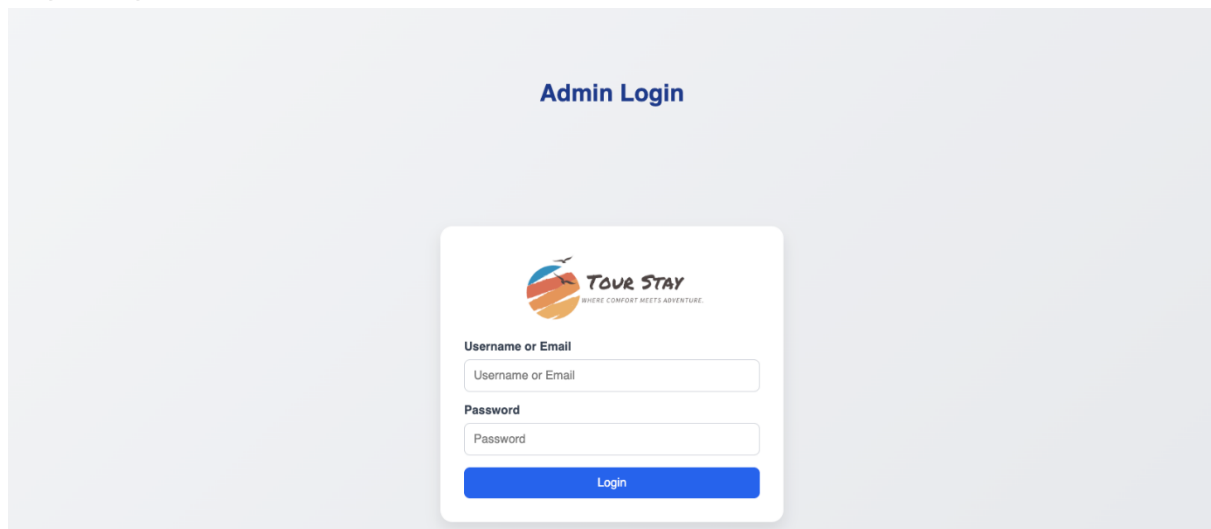 Admin Login
TOUR STAY
WHERE COMFORT MEETS ADVENTURE.
Username or Email
Username or Email
Password
Password
Login